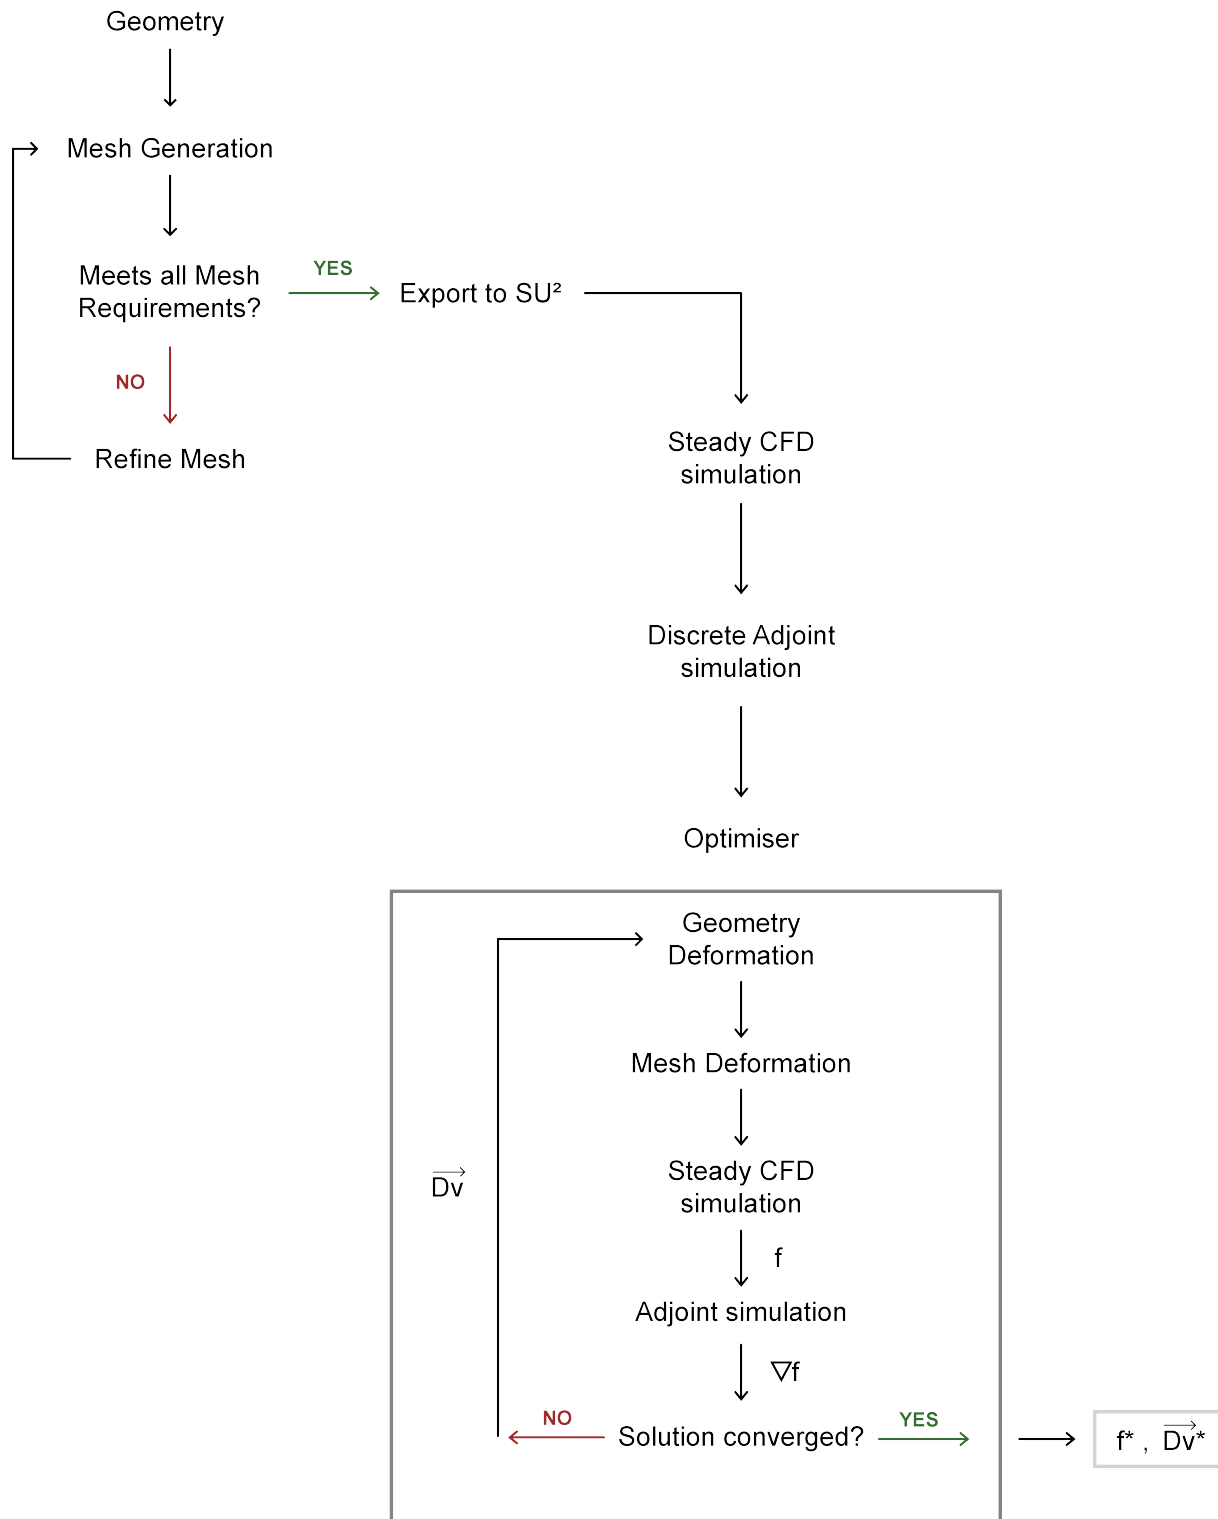 Geometry
Mesh Generation
Meets all Mesh
Requirements?
YES
Export to SU²
NO
Refine Mesh
Steady CFD
simulation
Discrete Adjoint
simulation
Optimiser
Geometry
Deformation
Mesh Deformation
Steady CFD
simulation
Dv
f
Adjoint simulation
∇f
NO
Solution converged?
YES
f* , Dv*